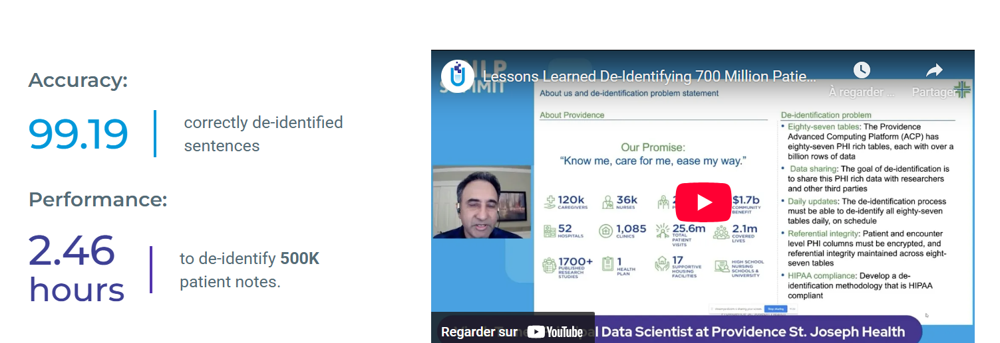 Accuracy:
99.19
correctly de-identified
sentences
Performance:
2.46
hours
to de-identify 500K
patient notes.
Lessons Learned De-Identifying 700 Million Patie...
À regarder ...
Partager
About us and de-identification problem statement
About Providence
Our Promise:
“Know me, care for me, ease my way.”
120k
CAREGIVERS
36k
NURSES
$1.7b
COMMUNITY
BENEFIT
52
HOSPITALS
1,085
CLINICS
25.6m
TOTAL
PATIENT
VISITS
2.1m
COVERED
LIVES
1700+
PUBLISHED
RESEARCH
STUDIES
1
HEALTH
PLAN
17
SUPPORTIVE
HOUSING
FACILITIES
HIGH SCHOOL
NURSING
SCHOOLS &
UNIVERSITY
De-identification problem
• Eighty-seven tables: The Providence
Advanced Computing Platform (ACP) has
eighty-seven PHI rich tables, each with over a
billion rows of data
• Data sharing: The goal of de-identification is
to share this PHI rich data with researchers
and other third parties
• Daily updates: The de-identification process
must be able to de-identify all eighty-seven
tables daily, on schedule
• Referential integrity: Patient and encounter
level PHI columns must be encrypted, and
referential integrity maintained across eight-
seven tables
• HIPAA compliance: Develop a de-
identification methodology that is HIPAA
compliant
Stop sharing
Regarder sur YouTube
l Data Scientist at Providence St. Joseph Health